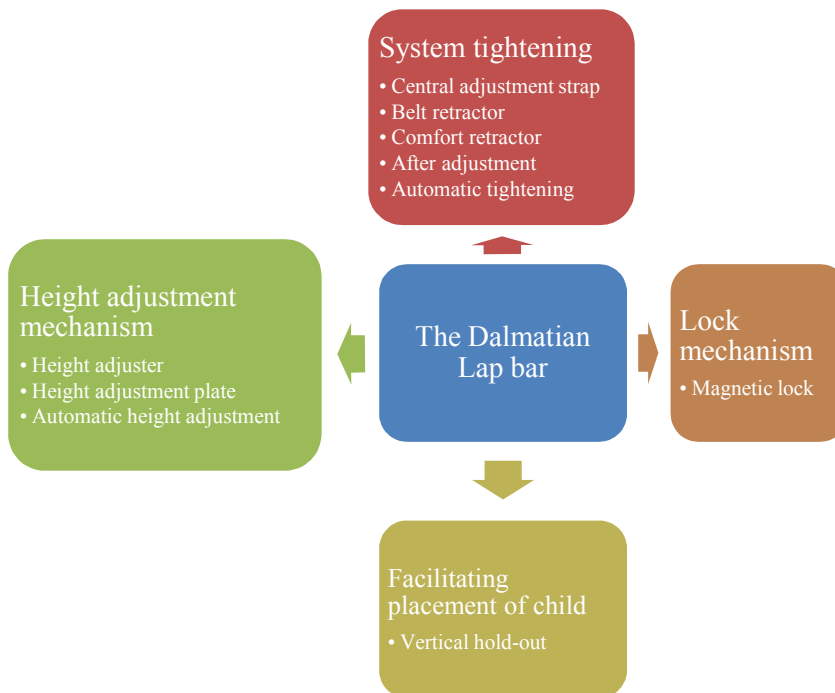 System tightening
• Central adjustment strap
• Belt retractor
• Comfort retractor
• After adjustment
• Automatic tightening
Height adjustment
mechanism
• Height adjuster
• Height adjustment plate
• Automatic height adjustment
The Dalmatian
Lap bar
Lock
mechanism
• Magnetic lock
Facilitating
placement of child
• Vertical hold-out